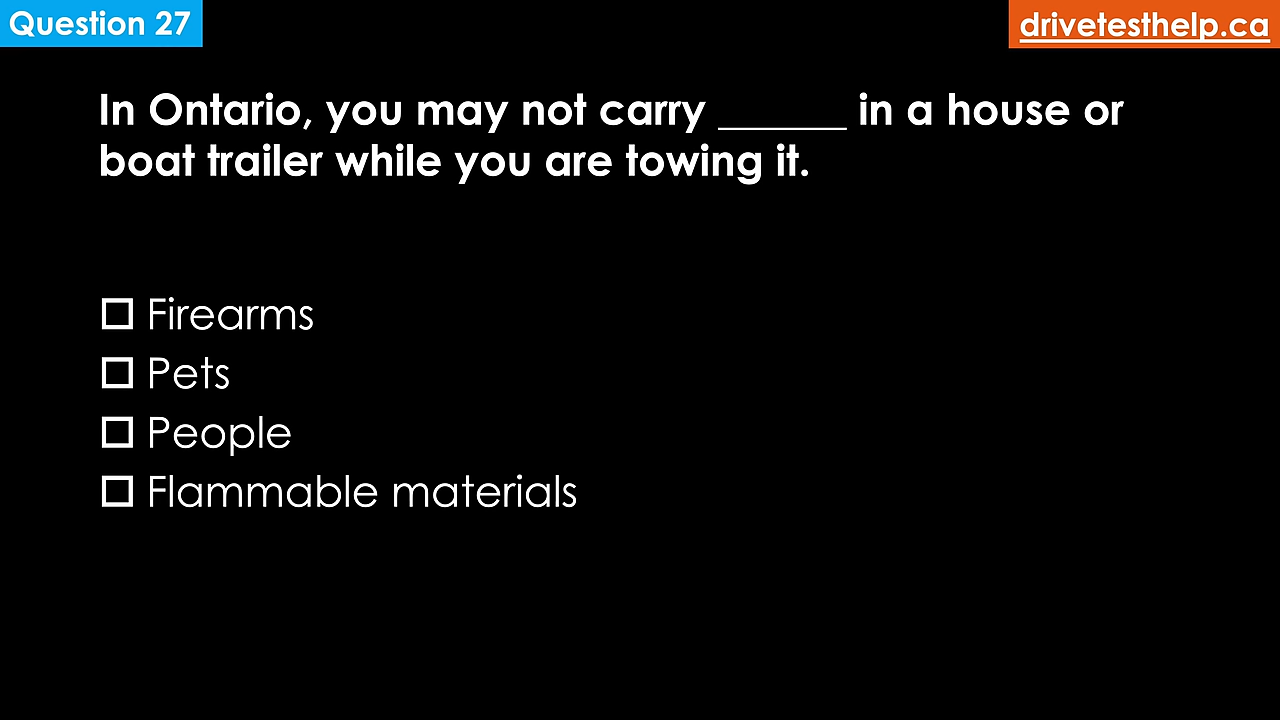 Question 27
drivetesthelp.ca
In Ontario, you may not carry ______ in a house or
boat trailer while you are towing it.
Firearms
Pets
People
Flammable materials